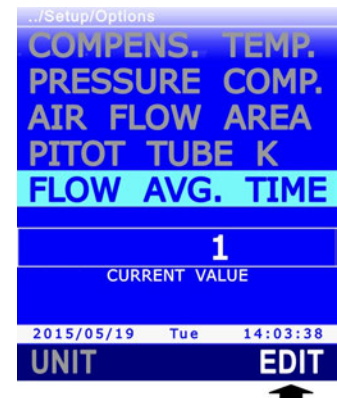 ../Setup/Options
COMPENS. TEMP.
PRESSURE COMP.
AIR FLOW AREA
PITOT TUBE K
FLOW AVG. TIME
1
CURRENT VALUE
2015/05/19 Tue 14:03:38
UNIT EDIT